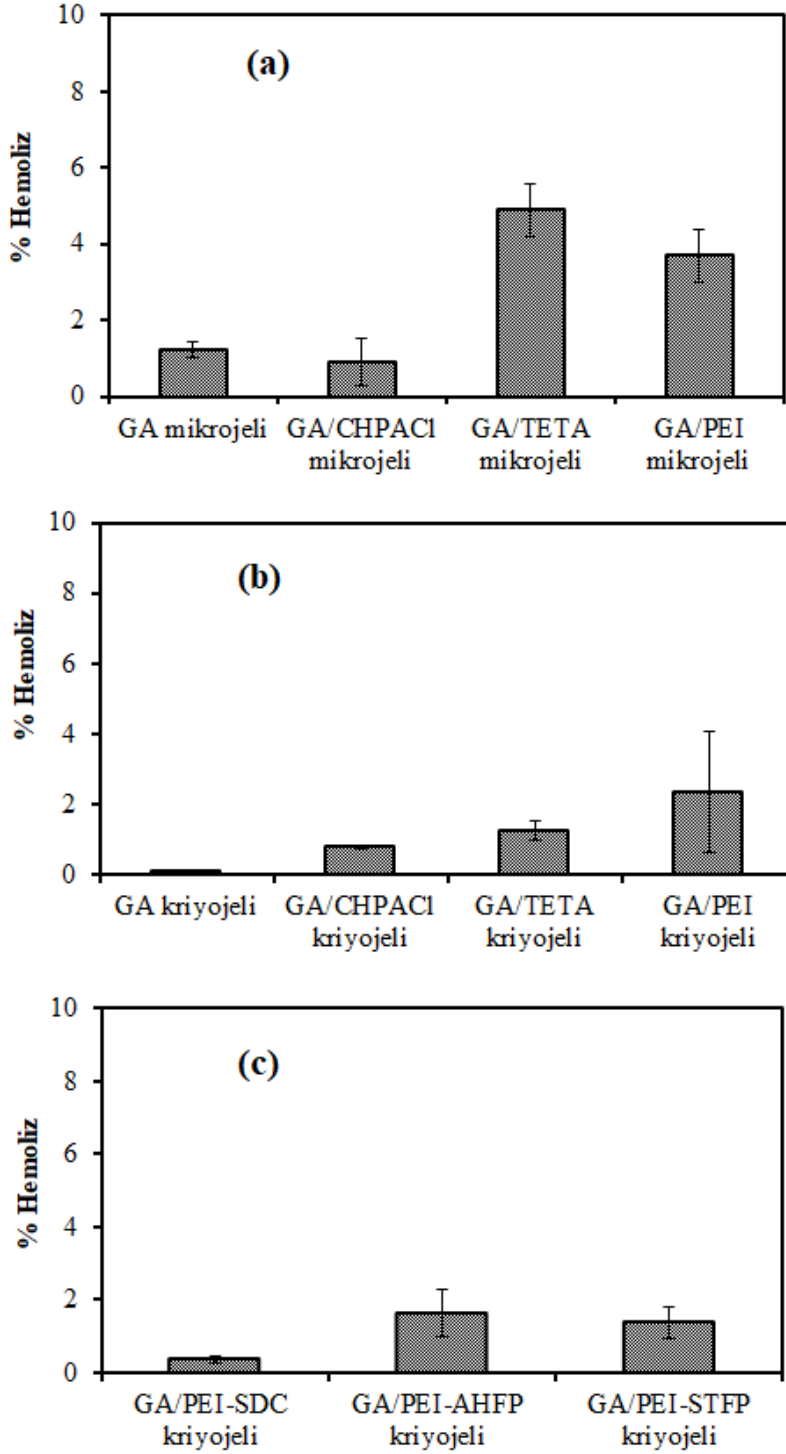 (a)
% Hemoliz
10
8
6
4
2
0
GA mikrojeli GA/CHPACl GA/TETA GA/PEI
mikrojeli mikrojeli mikrojeli
(b)
% Hemoliz
10
8
6
4
2
0
GA kriyojeli GA/CHPACl GA/TETA GA/PEI
kriyojeli kriyojeli kriyojeli
(c)
% Hemoliz
10
8
6
4
2
0
GA/PEI-SDC GA/PEI-AHFP GA/PEI-STFP
kriyojeli kriyojeli kriyojeli